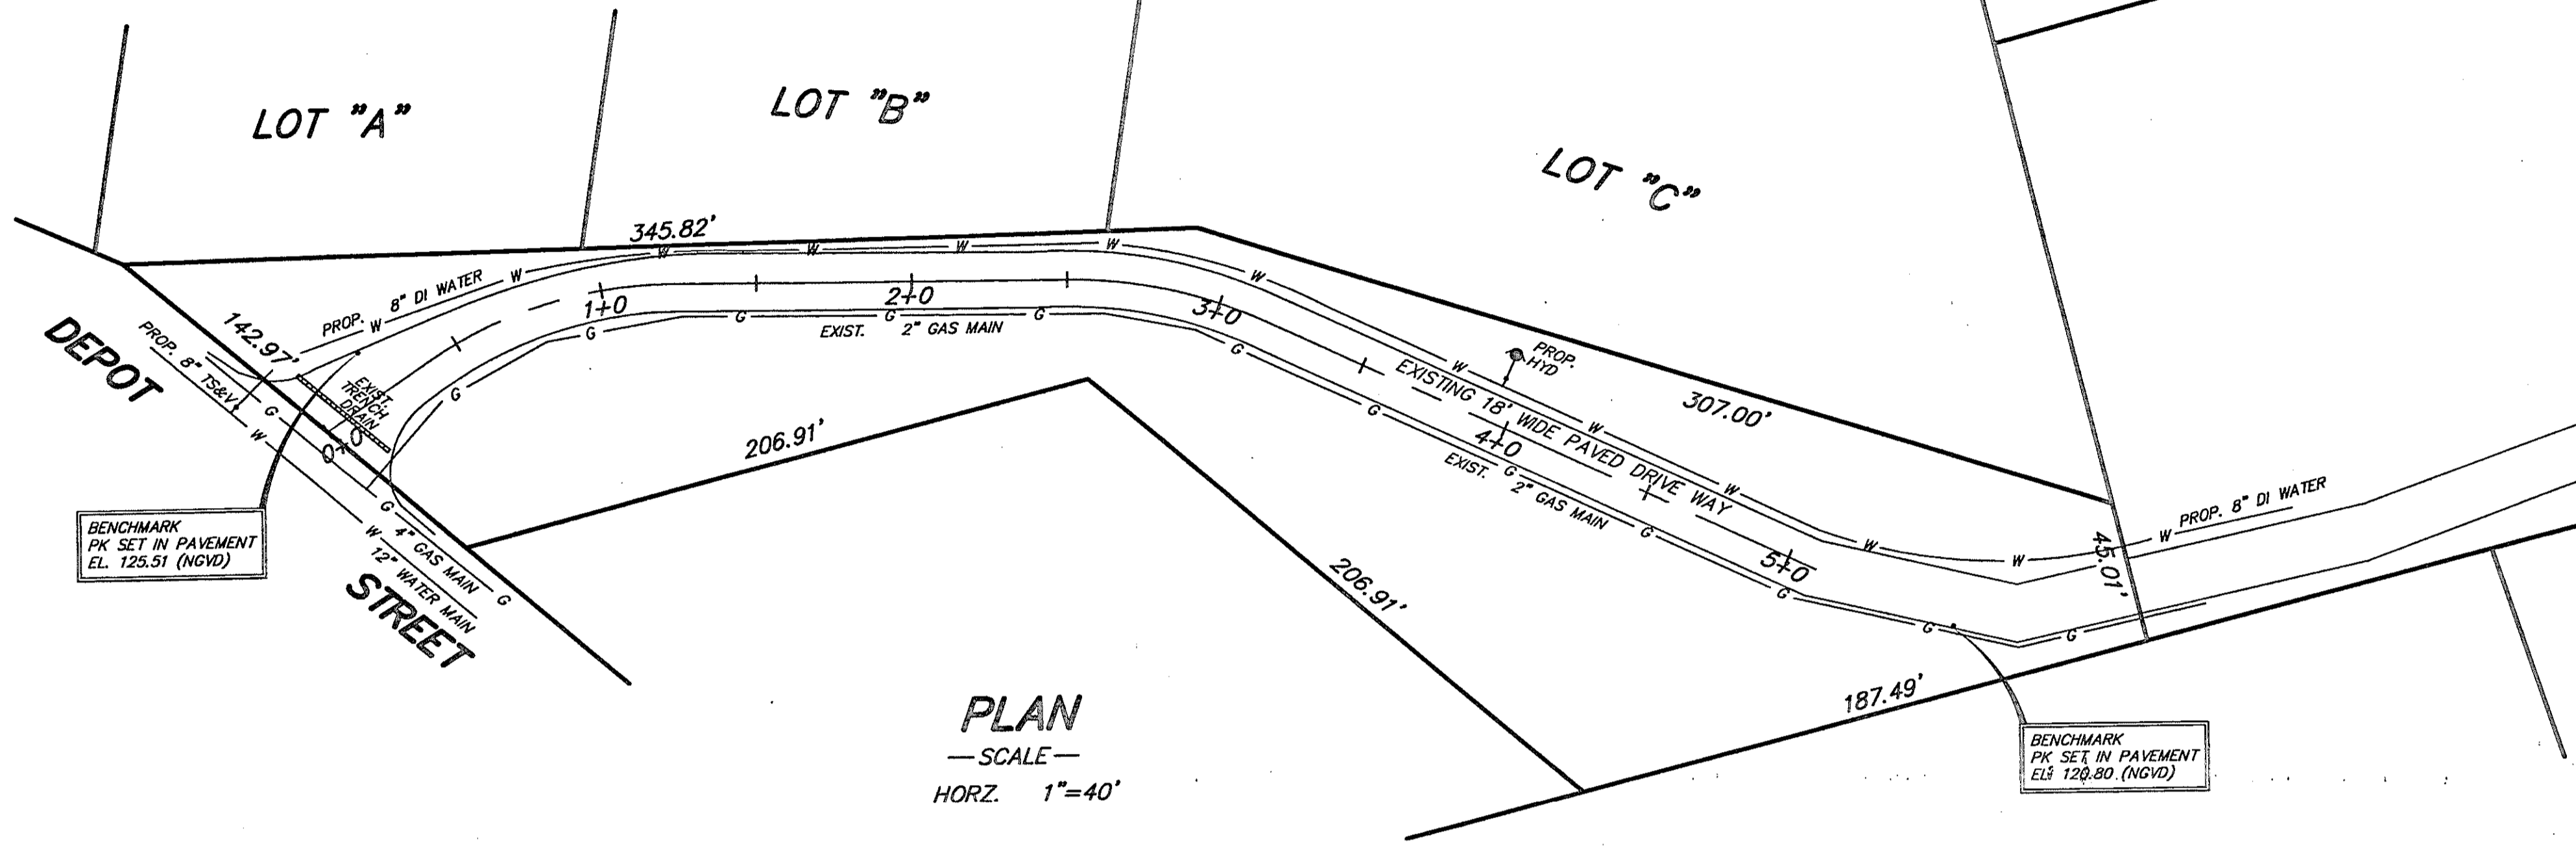 LOT "A"
LOT "B"
LOT "C"
345.82'
W W W W W
PROP. 8" DI WATER
W W
1+0
2+0
3+0
G G G G
EXIST. 2" GAS MAIN
142.97'
DEPOT
STREET
PROP. 8" TS&V
EXIST.
TRENCH
DRAIN
G
W
G
G 4" GAS MAIN G
W 12" WATER MAIN
BENCHMARK
PK SET IN PAVEMENT
EL. 125.51 (NGVD)
206.91'
206.91'
W W W W W W
PROP.
HYD
307.00'
EXISTING 18' WIDE PAVED DRIVE WAY
4+0
5+0
G G G G G G G
EXIST. 2" GAS MAIN
45.01'
W PROP. 8" DI WATER
187.49'
BENCHMARK
PK SET IN PAVEMENT
EL. 120.80 (NGVD)
PLAN
—SCALE—
HORZ. 1"=40'